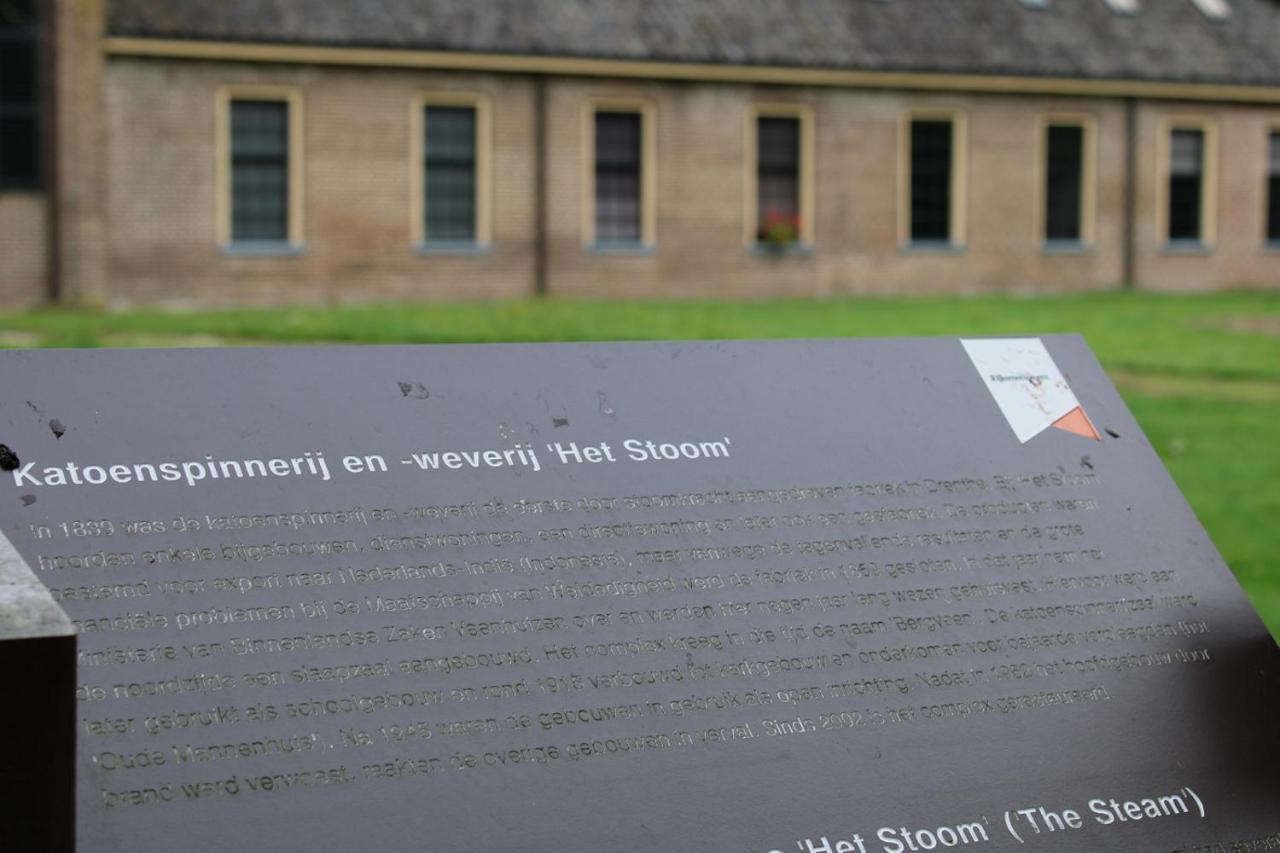 Katoenspinnerij en -weverij 'Het Stoom'
In 1839 was de katoenspinnerij en -weverij de eerste door stoomkracht aangedreven fabriek in Drenthe. Bij 'Het Stoom'
hoorden enkele bijgebouwen, dienstwoningen, een directiewoning en later ook een gasfabriek. De producten waren
bestemd voor export naar Nederlands-Indië (Indonesië), maar vanwege de tegenvallende resultaten en de grote
problemen bij de Maatschappij van Weldadigheid werd de fabriek in 1859 gesloten. In dat jaar nam het
Ministerie van Binnenlandse Zaken Veenhuizen over en werden hier negen jaar lang wezen gehuisvest. Hiervoor werd aan
de noordzijde een slaapzaal aangebouwd. Het complex kreeg in die tijd de naam 'Bergveen'. De katoenspinnerijzaal werd
later gebruikt als schoolgebouw en rond 1915 verbouwd tot kerkgebouw en onderkomen voor bejaarde verpleegden (het
'Oude Mannenhuis'). Na 1945 waren de gebouwen in gebruik als open inrichting. Nadat in 1982 het hoofdgebouw door
brand werd verwoest, raakten de overige gebouwen in verval. Sinds 2002 is het complex gerestaureerd.
'Het Stoom' ('The Steam')